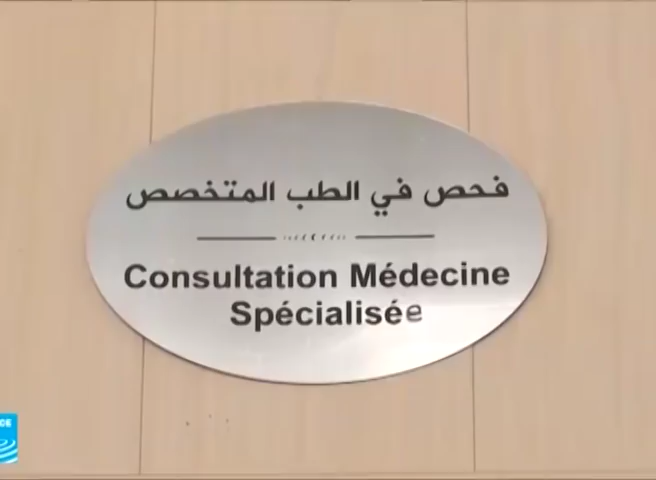 فحص في الطب المتخصص
Consultation Médecine
Spécialisée